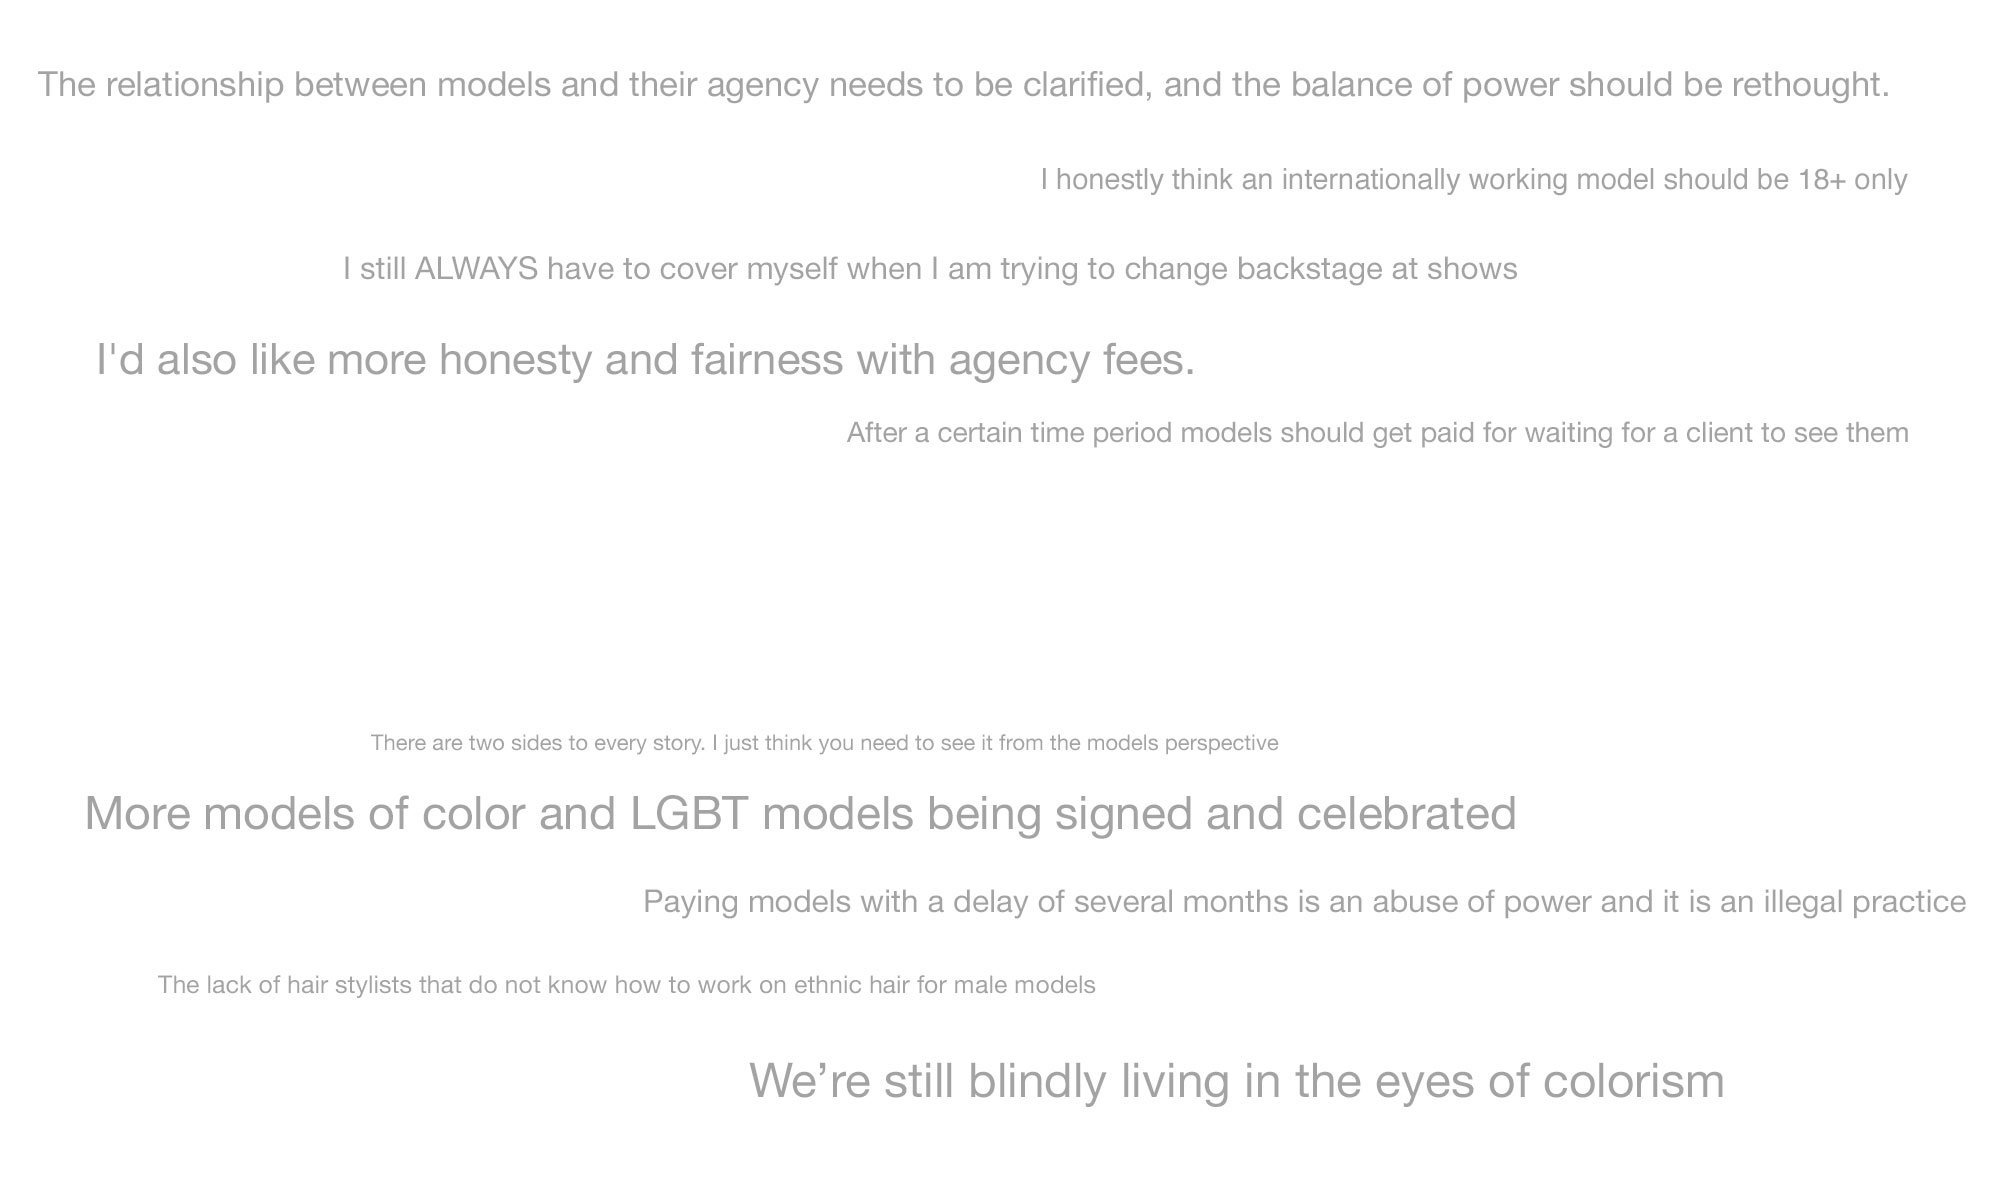 The relationship between models and their agency needs to be clarified, and the balance of power should be rethought.
I honestly think an internationally working model should be 18+ only
I still ALWAYS have to cover myself when I am trying to change backstage at shows
I'd also like more honesty and fairness with agency fees.
After a certain time period models should get paid for waiting for a client to see them
There are two sides to every story. I just think you need to see it from the models perspective
More models of color and LGBT models being signed and celebrated
Paying models with a delay of several months is an abuse of power and it is an illegal practice
The lack of hair stylists that do not know how to work on ethnic hair for male models
We’re still blindly living in the eyes of colorism